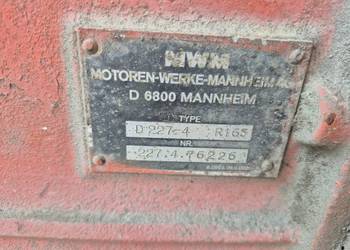 MWM
MOTOREN-WERKE-MANNHEIM AG
D 6800 MANNHEIM
TYPE
D 227-4 R165
NR.
227.4.76226